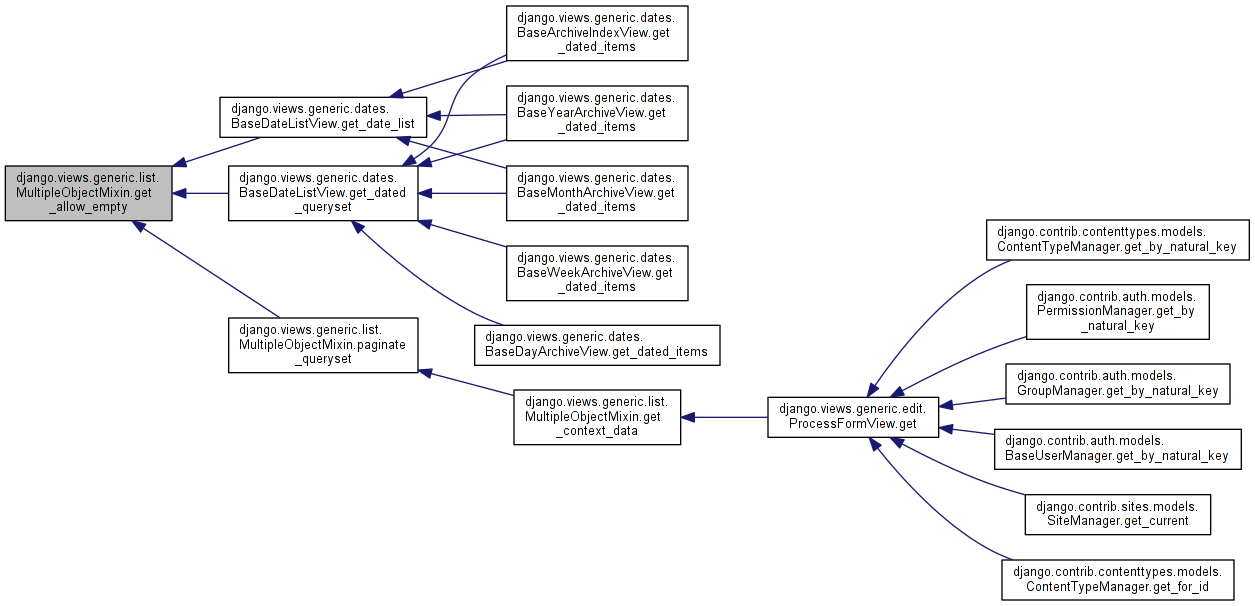 django.views.generic.list.
MultipleObjectMixin.get
_allow_empty
django.views.generic.dates.
BaseDateListView.get_date_list
django.views.generic.dates.
BaseDateListView.get_dated
_queryset
django.views.generic.list.
MultipleObjectMixin.paginate
_queryset
django.views.generic.dates.
BaseArchiveIndexView.get
_dated_items
django.views.generic.dates.
BaseYearArchiveView.get
_dated_items
django.views.generic.dates.
BaseMonthArchiveView.get
_dated_items
django.views.generic.dates.
BaseWeekArchiveView.get
_dated_items
django.views.generic.dates.
BaseDayArchiveView.get_dated_items
django.views.generic.list.
MultipleObjectMixin.get
_context_data
django.views.generic.edit.
ProcessFormView.get
django.contrib.contenttypes.models.
ContentTypeManager.get_by_natural_key
django.contrib.auth.models.
PermissionManager.get_by
_natural_key
django.contrib.auth.models.
GroupManager.get_by_natural_key
django.contrib.auth.models.
BaseUserManager.get_by_natural_key
django.contrib.sites.models.
SiteManager.get_current
django.contrib.contenttypes.models.
ContentTypeManager.get_for_id